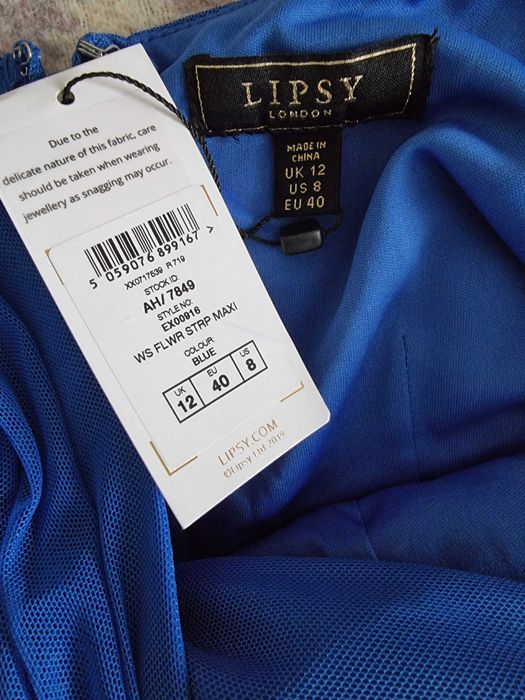 LIPSY
LONDON
MADE IN
CHINA
UK 12
US 8
EU 40
Due to the
delicate nature of this fabric, care
should be taken when wearing
jewellery as snagging may occur.
5 059076 899167 >
XK0717639 R719
STOCK ID:
AH/ 7849
STYLE NO:
EX00916
WS FLWR STRP MAXI
COLOUR:
BLUE
UK EU US
12 40 8
LIPSY.COM
©Lipsy Ltd 2019